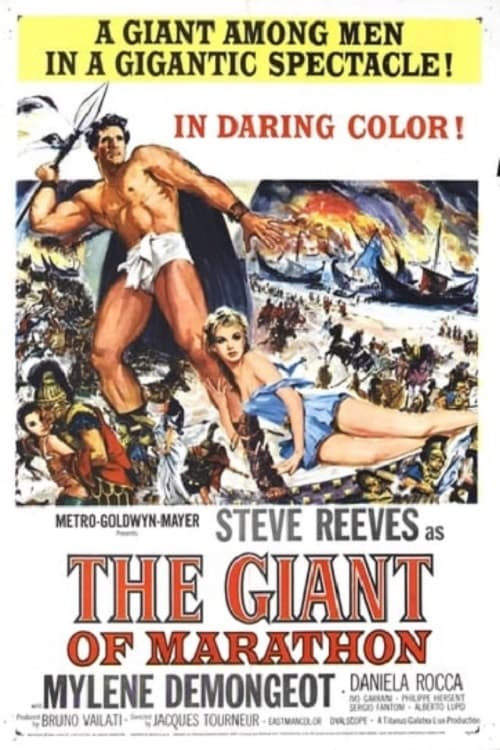 A GIANT AMONG MEN
IN A GIGANTIC SPECTACLE!
IN DARING COLOR!
METRO-GOLDWYN-MAYER
Presents
STEVE REEVES as
THE GIANT
OF MARATHON
with MYLENE DEMONGEOT · DANIELA ROCCA
IVO GARRANI · PHILIPPE HERSENT
SERGIO FANTONI · ALBERTO LUPO
Produced by BRUNO VAILATI · Directed by JACQUES TOURNEUR · EASTMANCOLOR DYALISCOPE · A Titanus-Galatea Lux Production